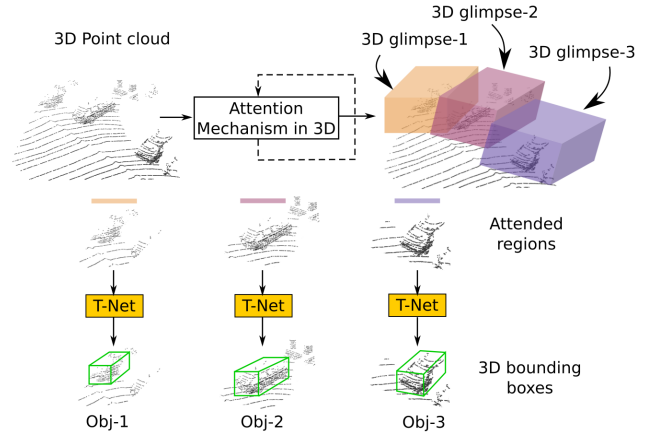 3D glimpse-2
3D Point cloud
3D glimpse-1
3D glimpse-3
Attention
Mechanism in 3D
Attended
regions
T-Net
T-Net
T-Net
3D bounding
boxes
Obj-1
Obj-2
Obj-3